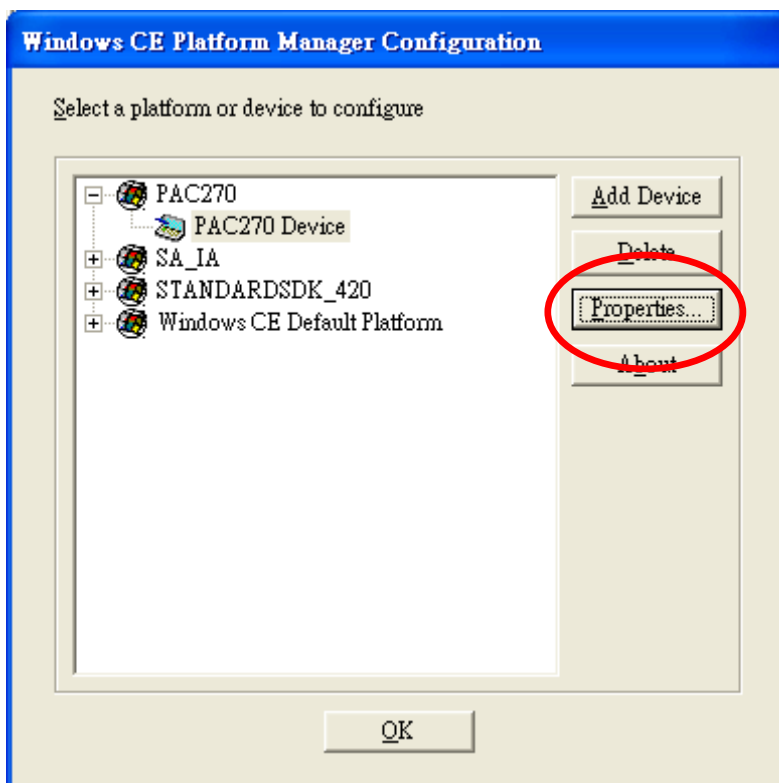 Windows CE Platform Manager Configuration
Select a platform or device to configure
PAC270
PAC270 Device
SA_IA
STANDARDSDK_420
Windows CE Default Platform
Add Device
Delete
Properties...
About
OK